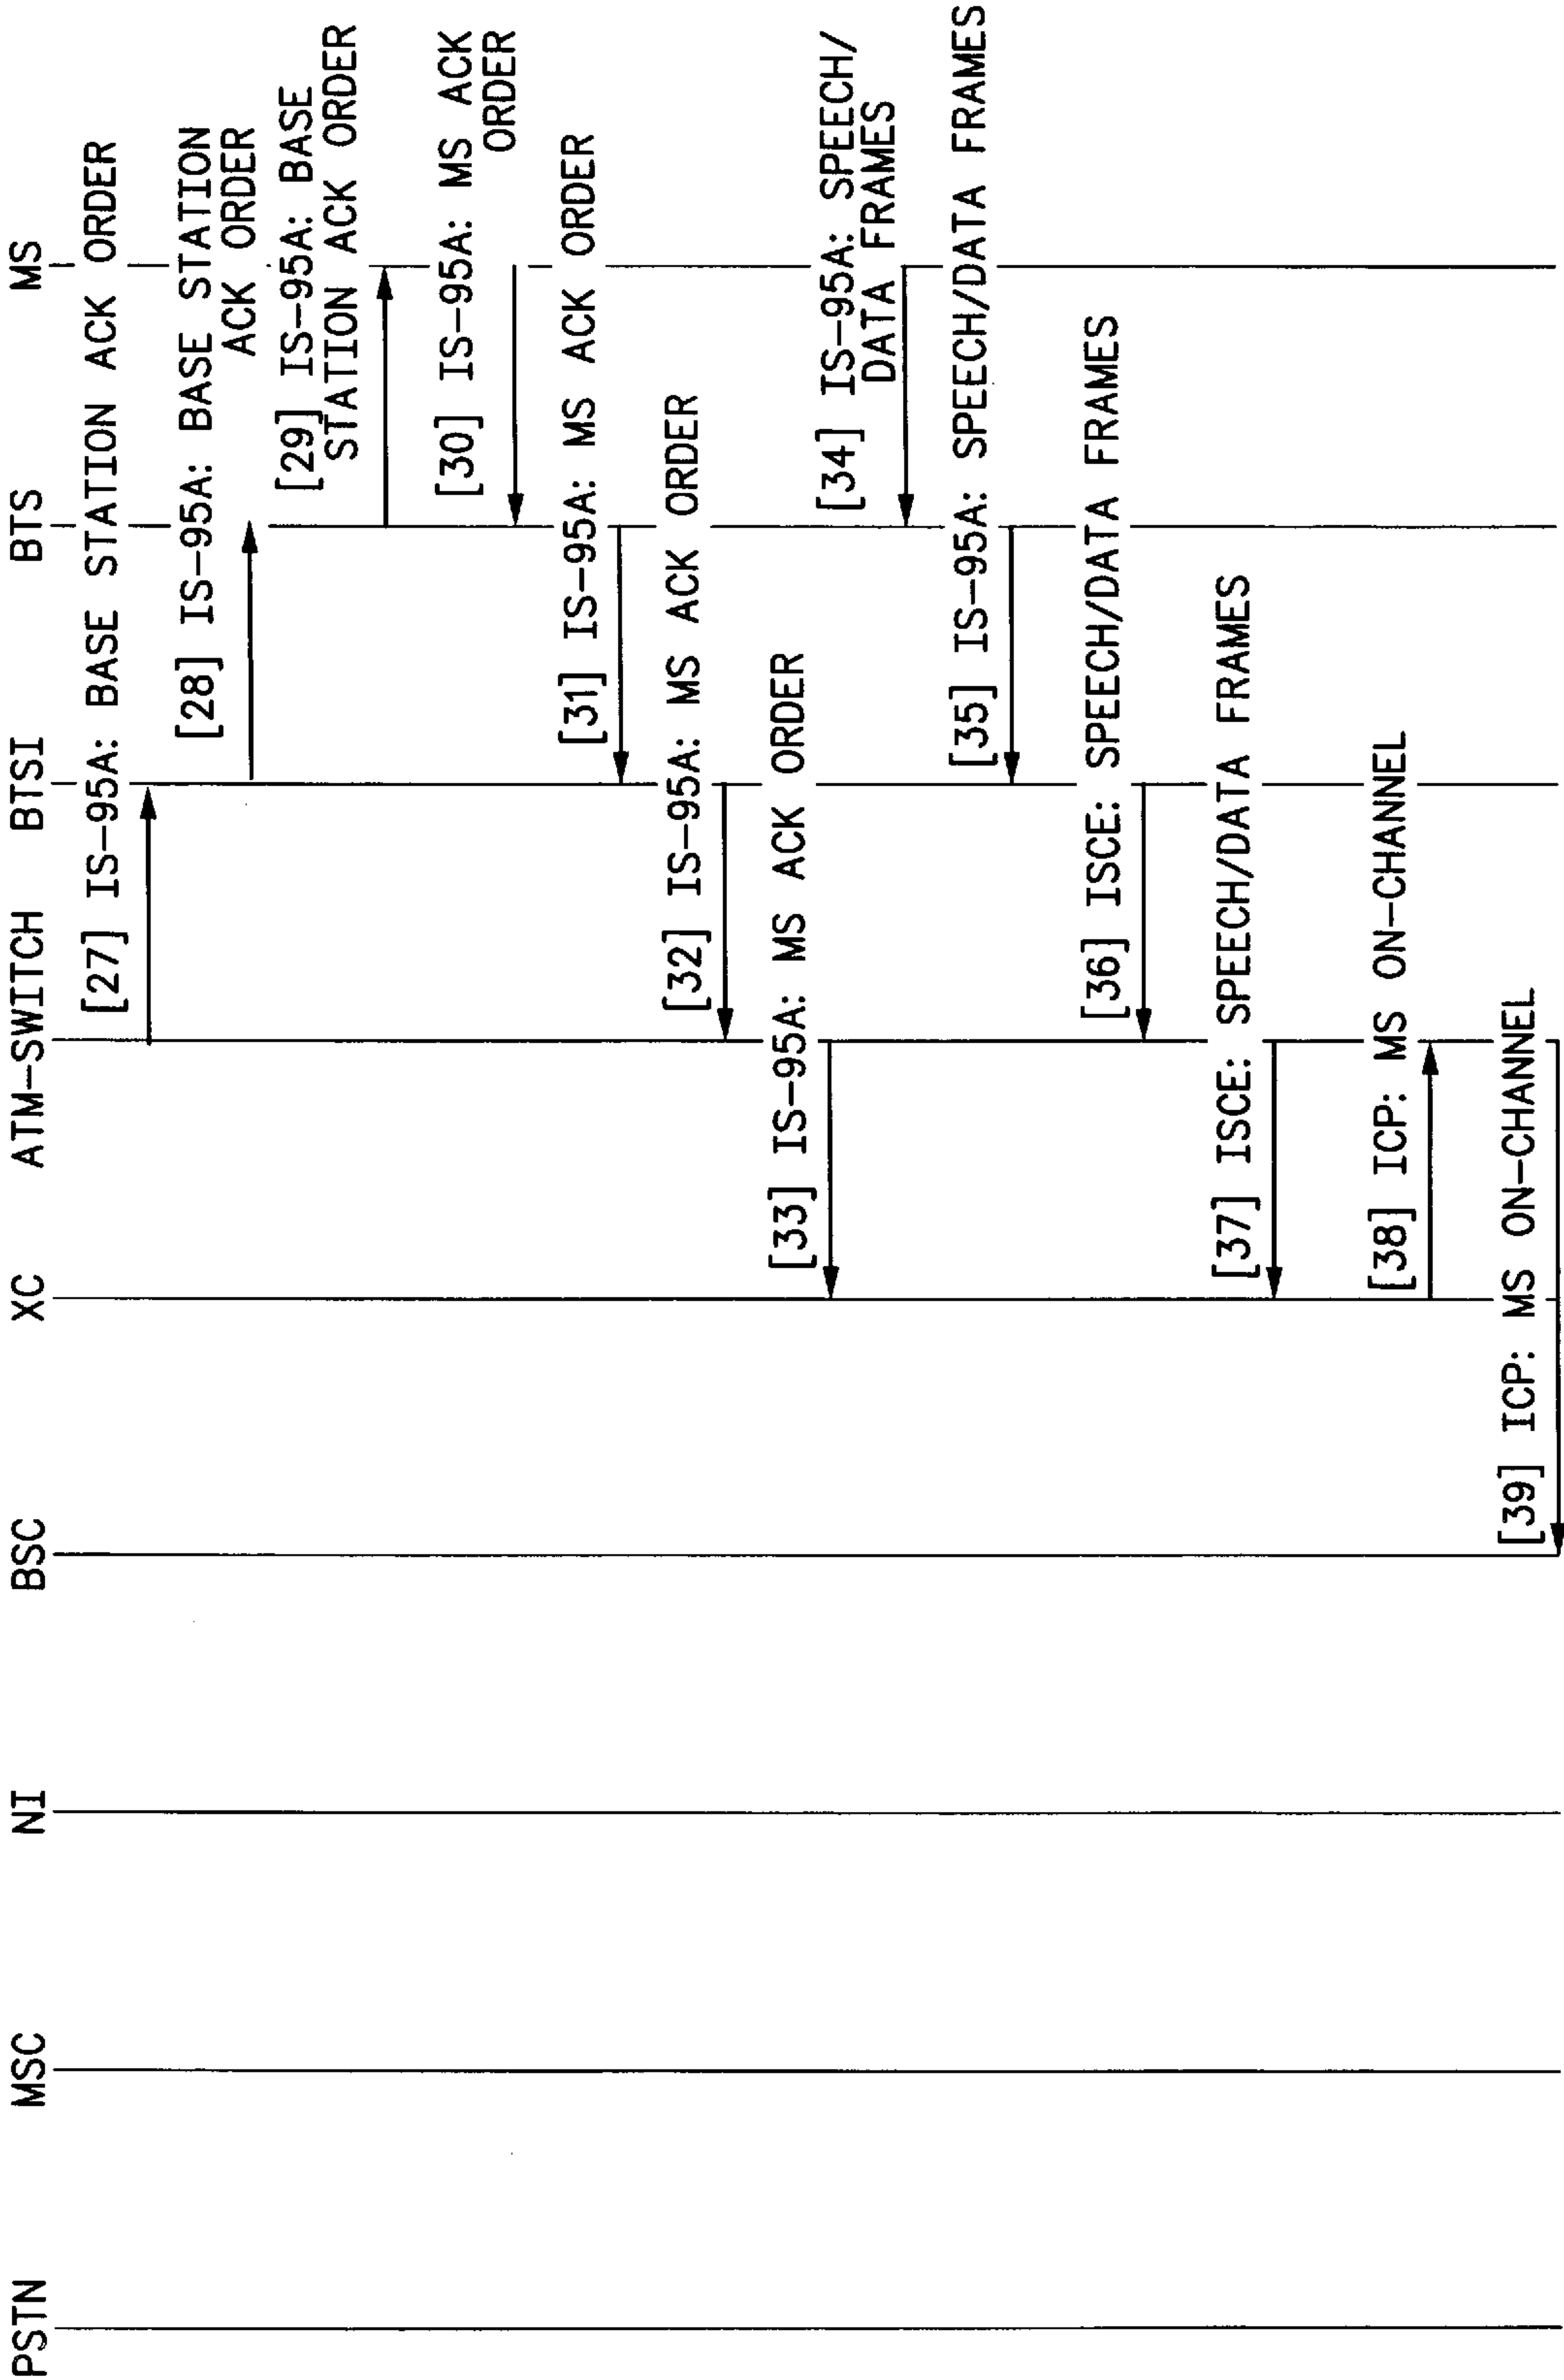 PSTN MSC NI BSC XC ATM-SWITCH BTSI BTS MS
[27] IS-95A: BASE STATION ACK ORDER
[28] IS-95A: BASE STATION
ACK ORDER
[29] IS-95A: BASE
STATION ACK ORDER
[30] IS-95A: MS ACK
ORDER
[31] IS-95A: MS ACK ORDER
[32] IS-95A: MS ACK ORDER
[33] IS-95A: MS ACK ORDER
[34] IS-95A: SPEECH/
DATA FRAMES
[35] IS-95A: SPEECH/DATA FRAMES
[36] ISCE: SPEECH/DATA FRAMES
[37] ISCE: SPEECH/DATA FRAMES
[38] ICP: MS ON-CHANNEL
[39] ICP: MS ON-CHANNEL